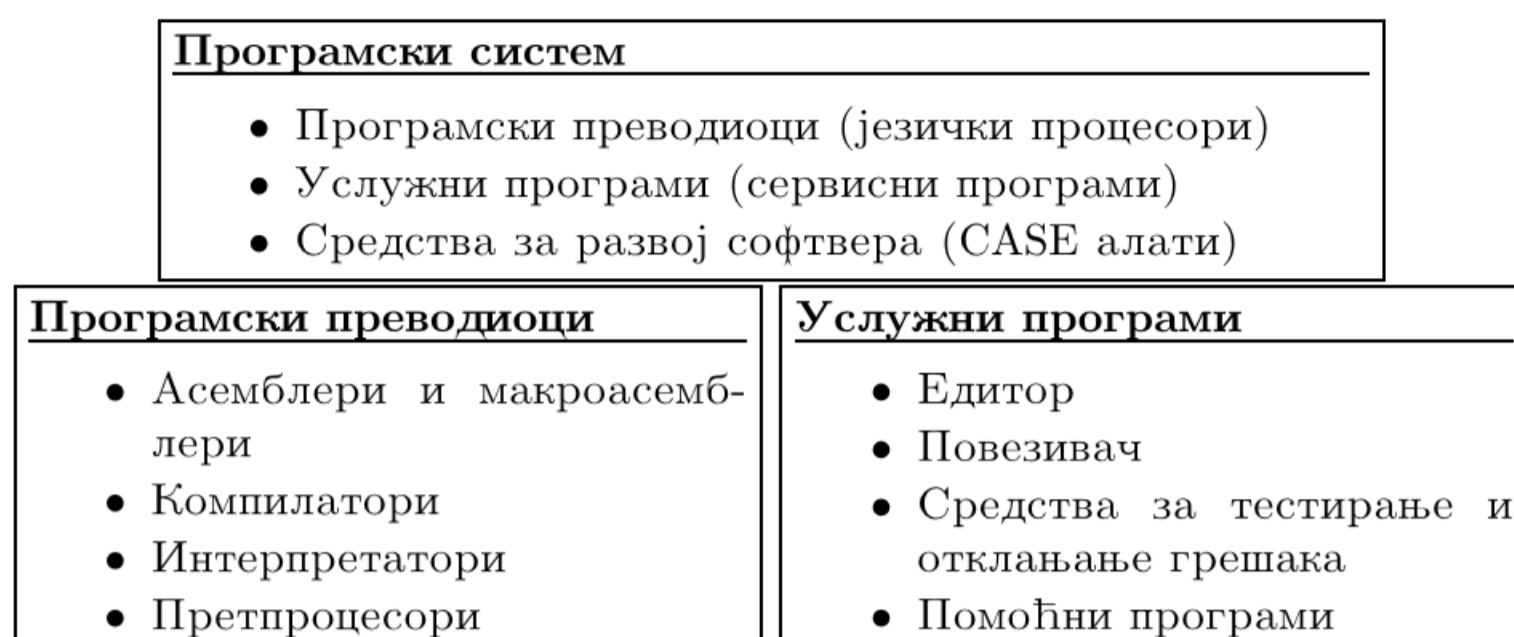 Програмски систем
• Програмски преводиоци (језички процесори)
• Услужни програми (сервисни програми)
• Средства за развој софтвера (CASE алати)
Програмски преводиоци
• Асемблери и макроасемб-
лери
• Компилатори
• Интерпретатори
• Претпроцесори
Услужни програми
• Едитор
• Повезивач
• Средства за тестирање и
отклањање грешака
• Помоћни програми